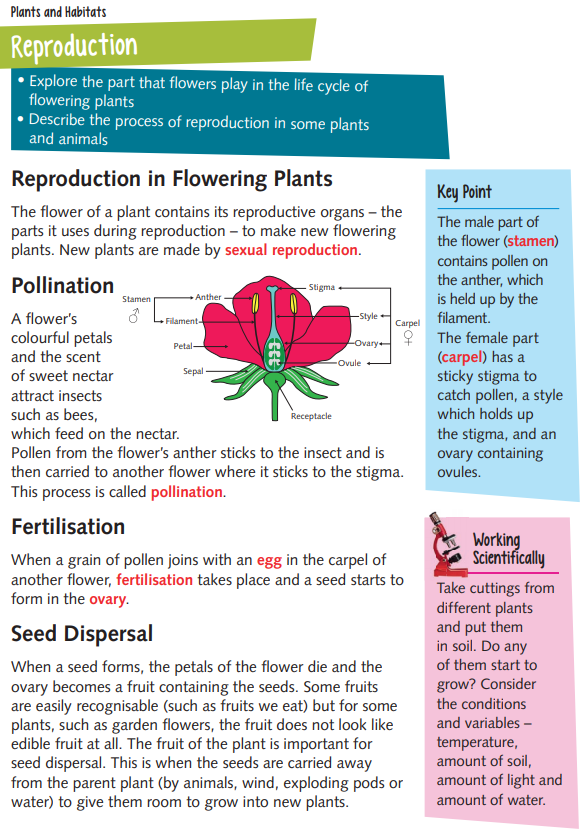 Plants and Habitats
Reproduction
• Explore the part that flowers play in the life cycle of
flowering plants
• Describe the process of reproduction in some plants
and animals
Reproduction in Flowering Plants
The flower of a plant contains its reproductive organs – the
parts it uses during reproduction – to make new flowering
plants. New plants are made by sexual reproduction.
Pollination
A flower's
colourful petals
and the scent
of sweet nectar
attract insects
such as bees,
which feed on the nectar.
Pollen from the flower's anther sticks to the insect and is
then carried to another flower where it sticks to the stigma.
This process is called pollination.
Stamen
♂
Anther
Filament
Petal
Sepal
Stigma
Style
Carpel
♀
Ovary
Ovule
Receptacle
Fertilisation
When a grain of pollen joins with an egg in the carpel of
another flower, fertilisation takes place and a seed starts to
form in the ovary.
Seed Dispersal
When a seed forms, the petals of the flower die and the
ovary becomes a fruit containing the seeds. Some fruits
are easily recognisable (such as fruits we eat) but for some
plants, such as garden flowers, the fruit does not look like
edible fruit at all. The fruit of the plant is important for
seed dispersal. This is when the seeds are carried away
from the parent plant (by animals, wind, exploding pods or
water) to give them room to grow into new plants.
Key Point
The male part of
the flower (stamen)
contains pollen on
the anther, which
is held up by the
filament.
The female part
(carpel) has a
sticky stigma to
catch pollen, a style
which holds up
the stigma, and an
ovary containing
ovules.
Working
Scientifically
Take cuttings from
different plants
and put them
in soil. Do any
of them start to
grow? Consider
the conditions
and variables –
temperature,
amount of soil,
amount of light and
amount of water.